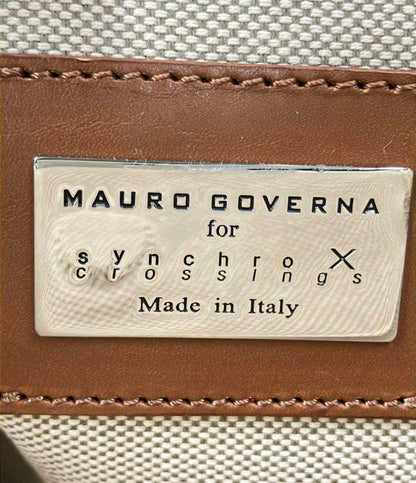 MAURO GOVERNA
for
synchro X
crossings
Made in Italy